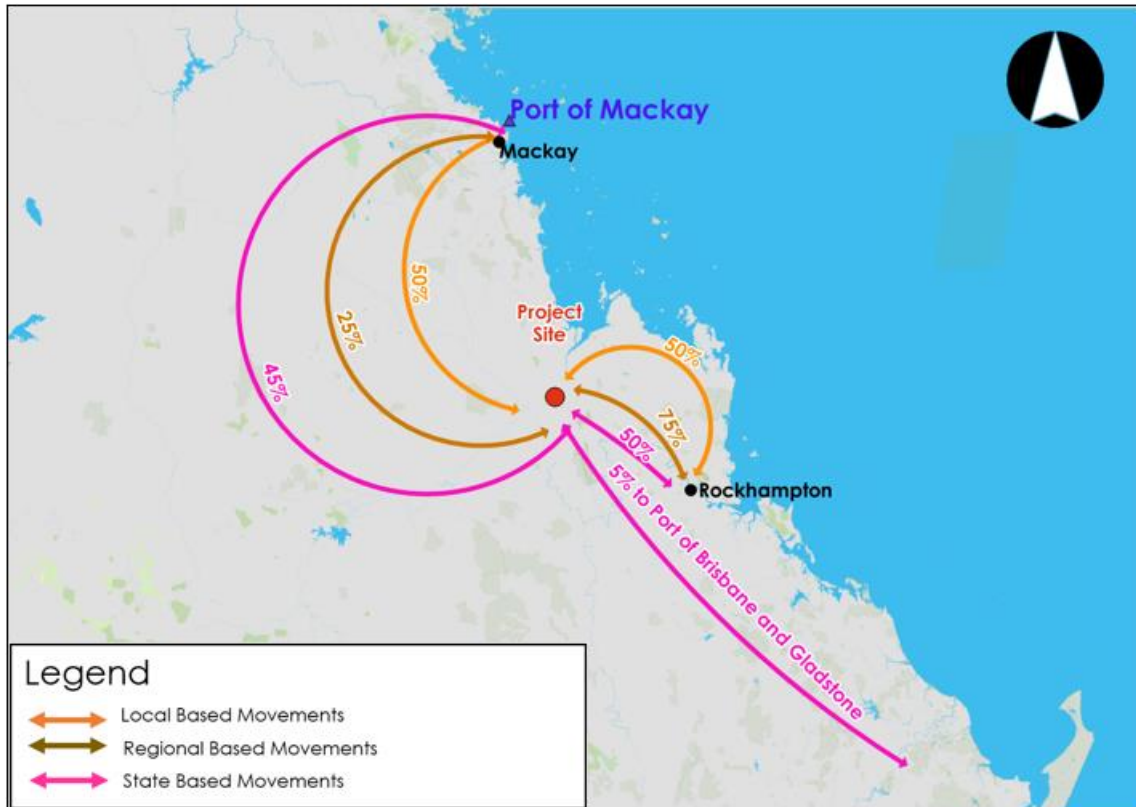 Port of Mackay
Mackay
50%
25%
45%
Project
Site
50%
75%
50%
Rockhampton
5% to Port of Brisbane and Gladstone
Legend
Local Based Movements
Regional Based Movements
State Based Movements